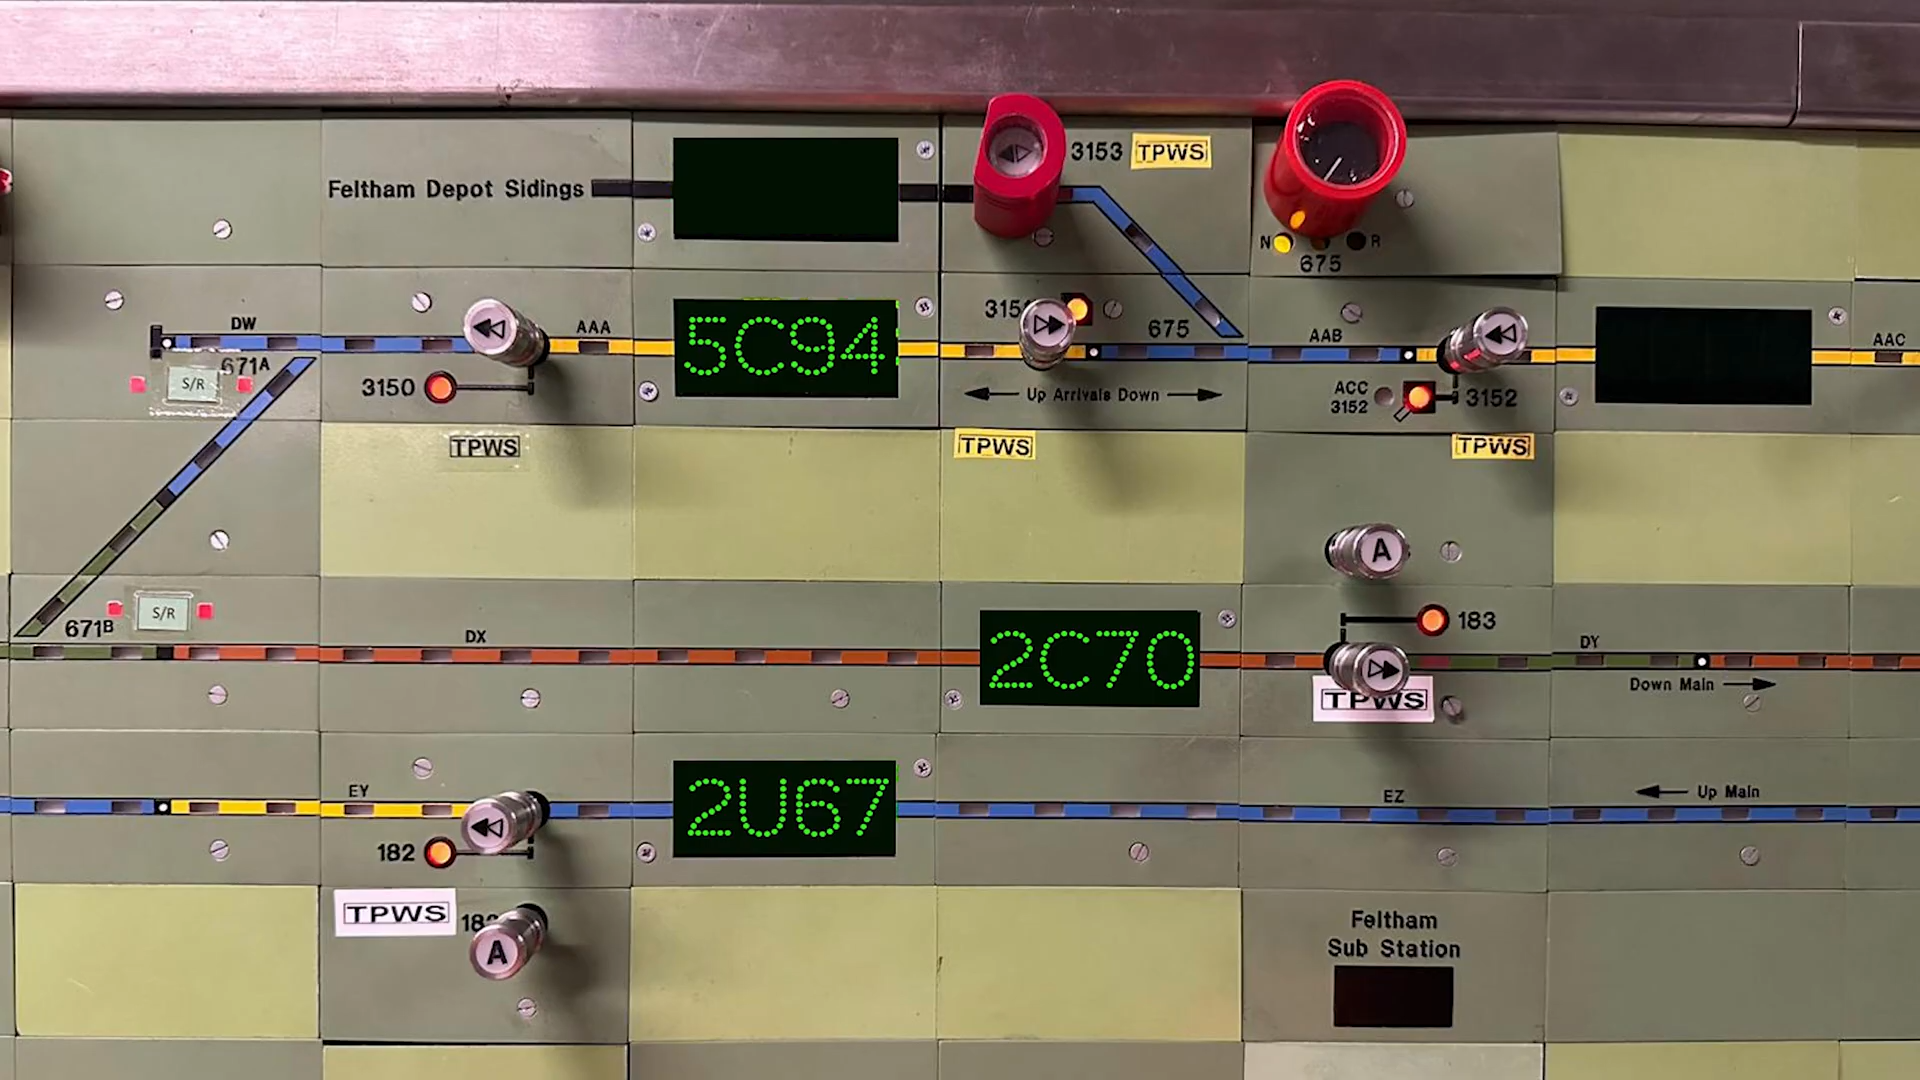 3153 TPWS
Feltham Depot Sidings
N R
675
DW
AAA
5C94
675
AAB
AAC
671A
S/R
3150
Up Arrivals Down
ACC
3152
3152
TPWS
TPWS
TPWS
A
S/R
671B
DX
2C70
183
DY
Down Main
TPWS
EY
2U67
EZ
Up Main
182
TPWS
A
Feltham
Sub Station